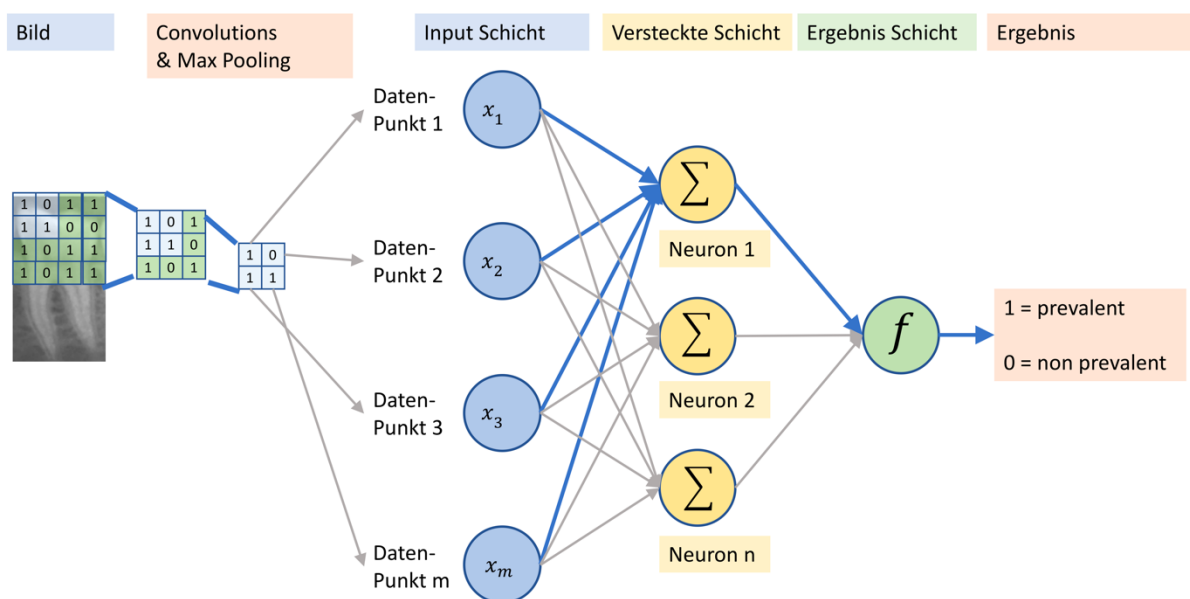 Bild
Convolutions
& Max Pooling
Input Schicht
Versteckte Schicht
Ergebnis Schicht
Ergebnis
1 0 1 1
1 1 0 0
1 0 1 1
1 0 1 1
1 0 1
1 1 0
1 0 1
1 0
1 1
Daten-
Punkt 1
x1
Daten-
Punkt 2
x2
Daten-
Punkt 3
x3
Daten-
Punkt m
xm
∑
Neuron 1
∑
Neuron 2
∑
Neuron n
f
1 = prevalent
0 = non prevalent